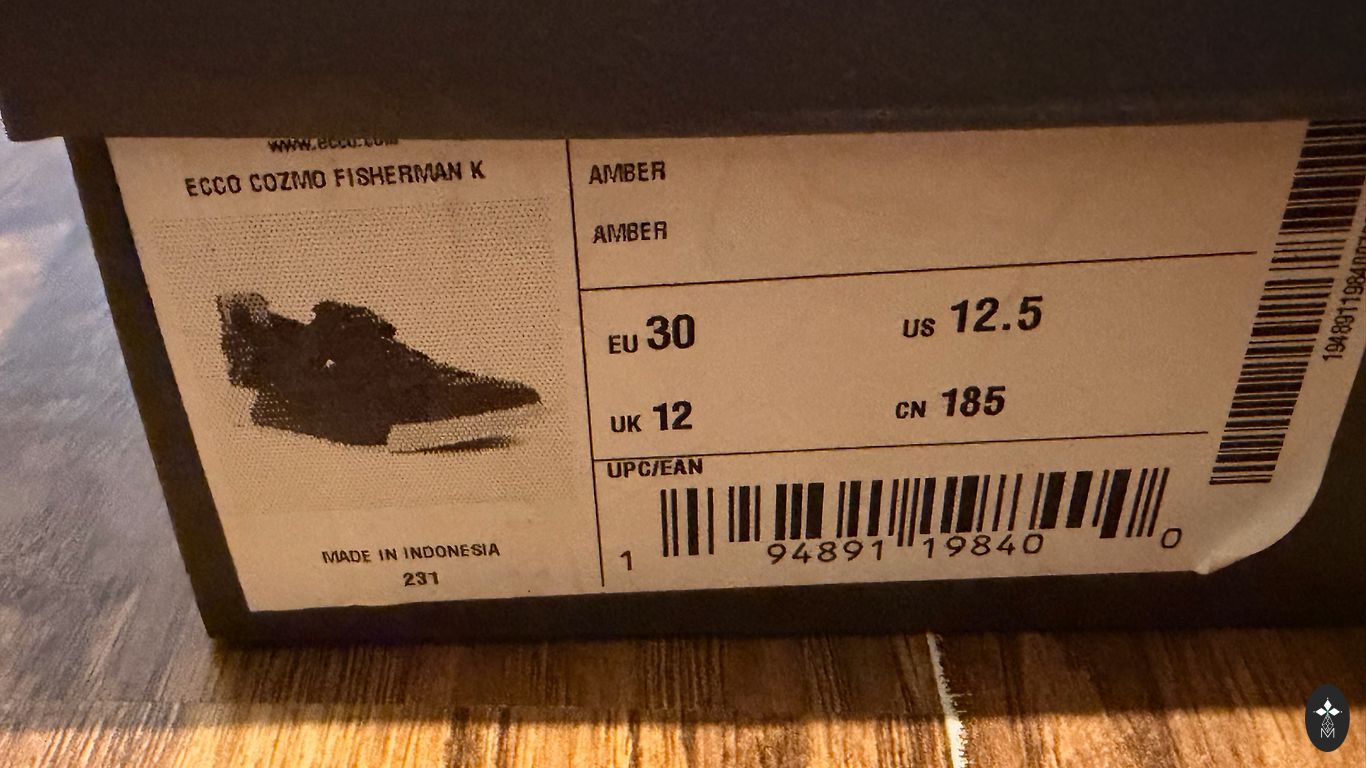 www.ecco.com
ECCO COZMO FISHERMAN K
MADE IN INDONESIA
231
AMBER
AMBER
EU 30
US 12.5
UK 12
CN 185
UPC/EAN
1 94891 19840 0